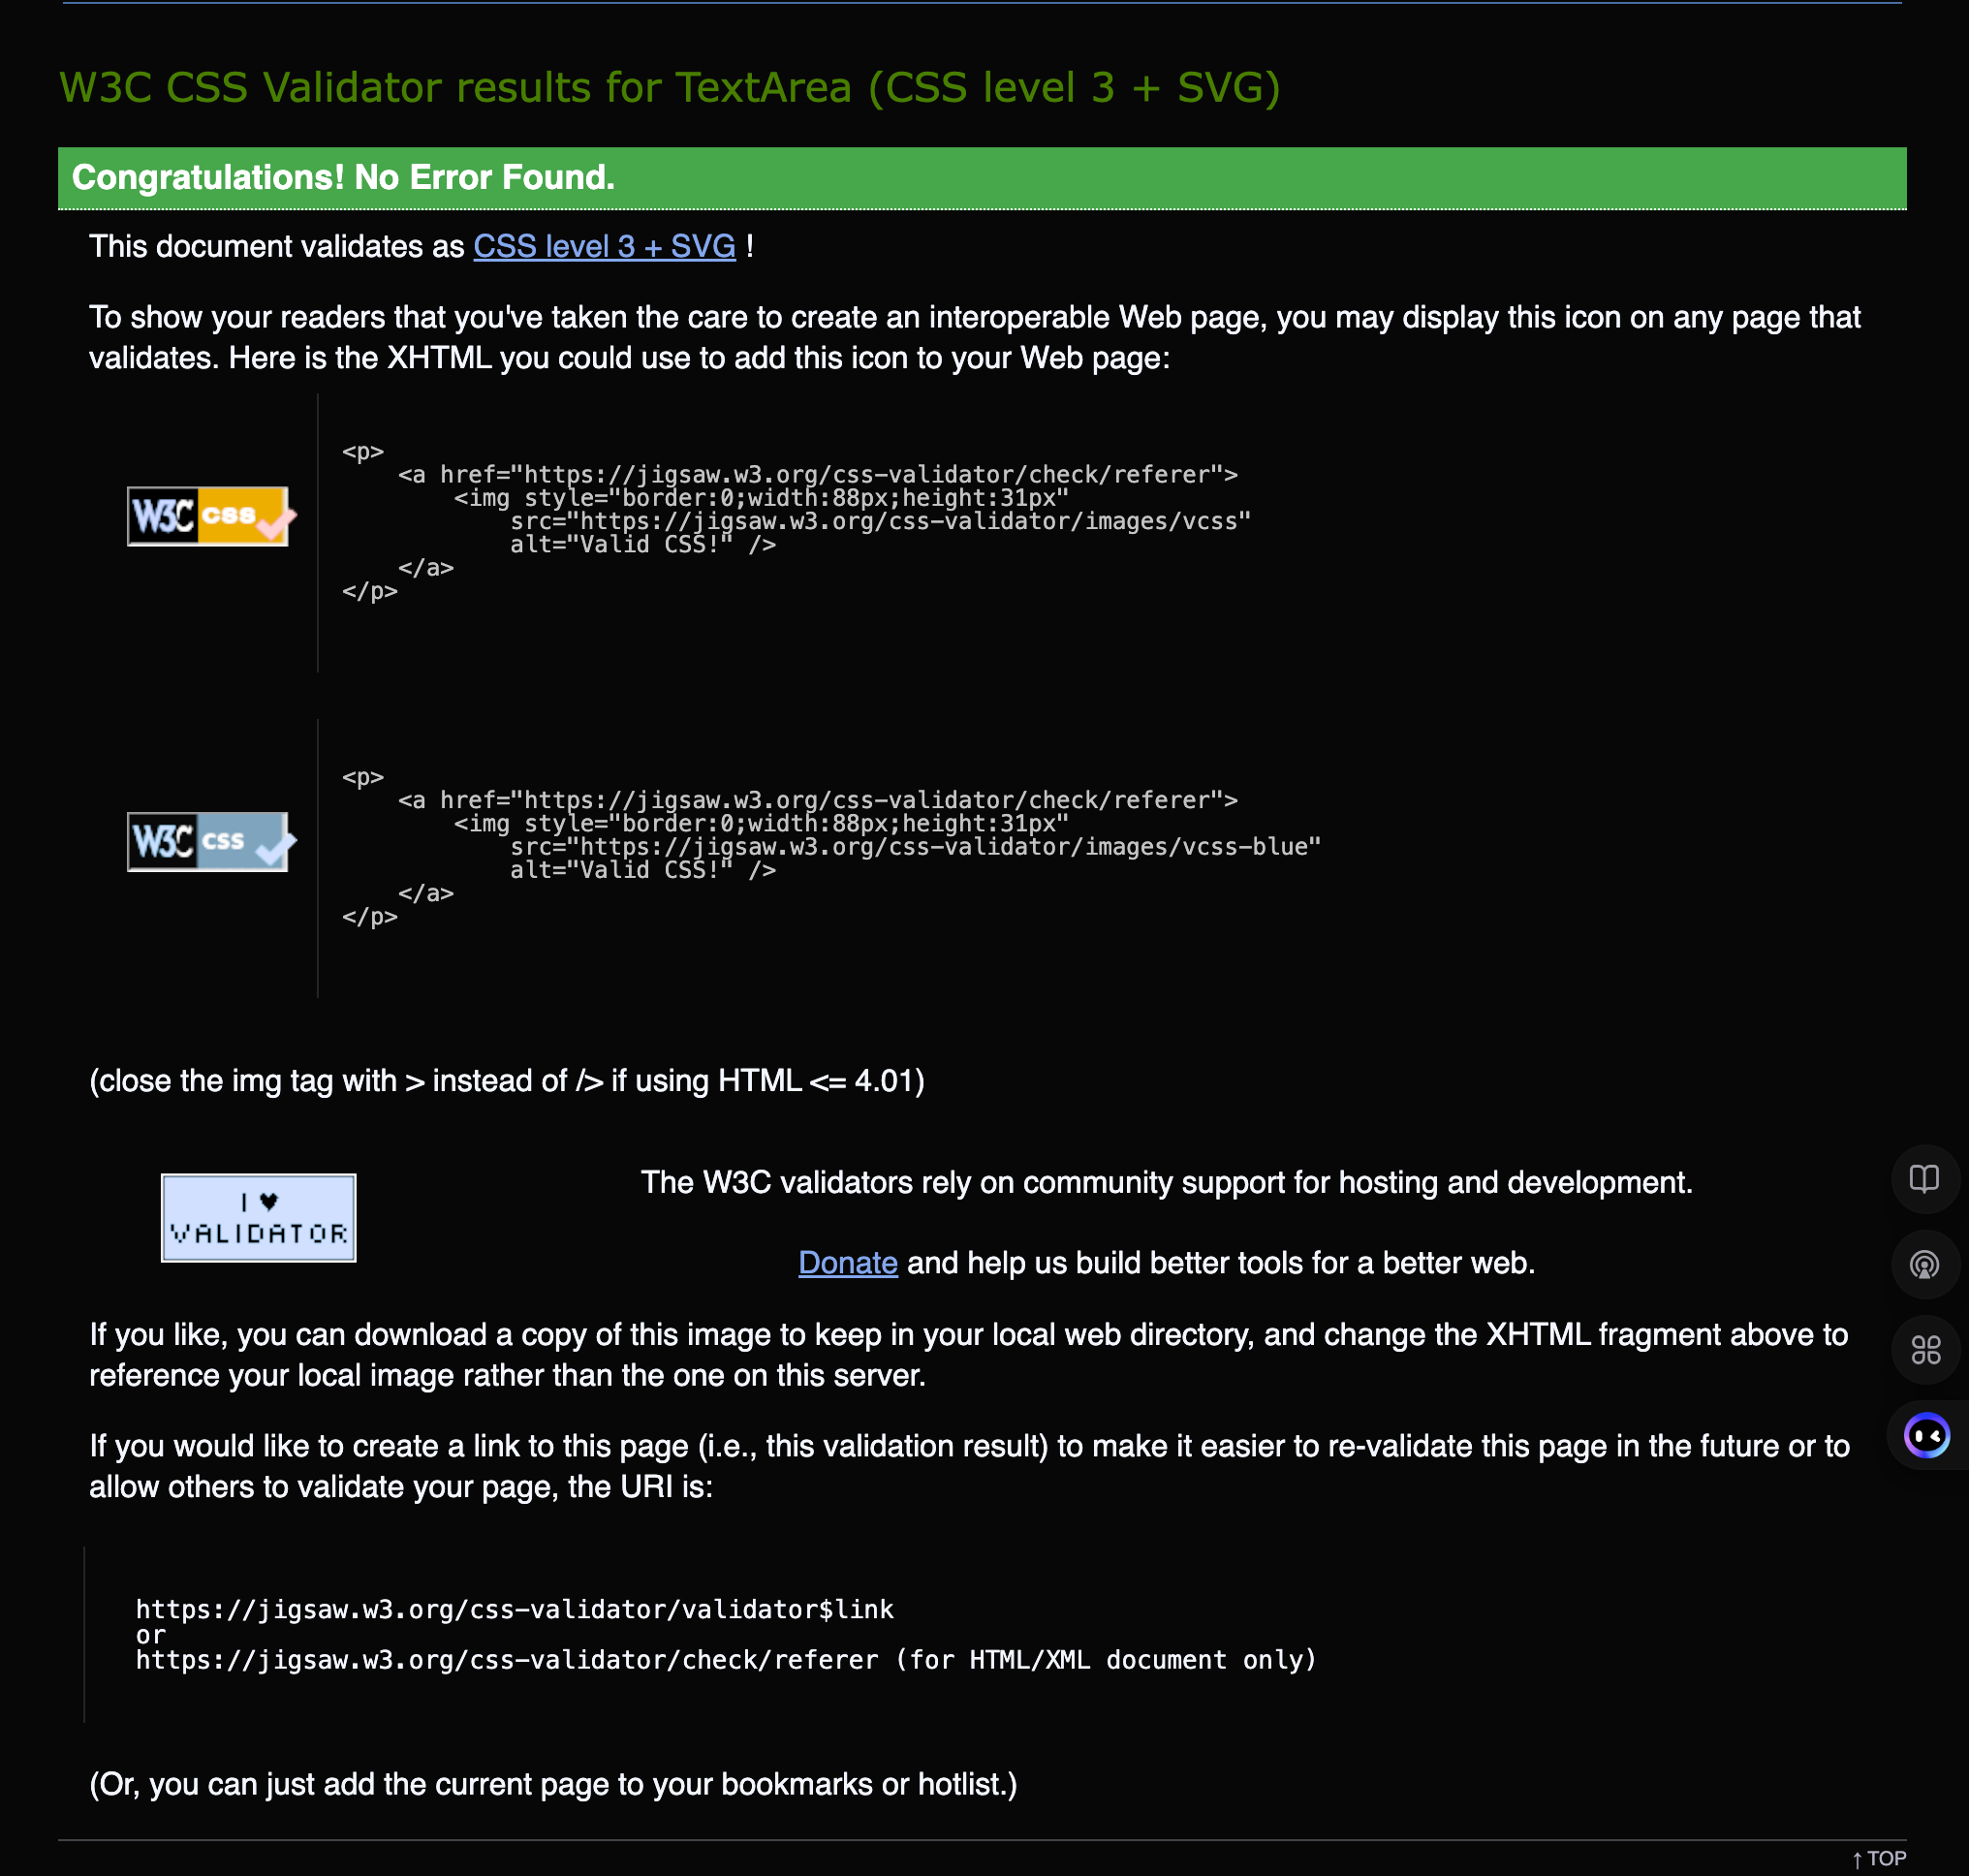 W3C CSS Validator results for TextArea (CSS level 3 + SVG)
Congratulations! No Error Found.
This document validates as CSS level 3 + SVG !
To show your readers that you've taken the care to create an interoperable Web page, you may display this icon on any page that
validates. Here is the XHTML you could use to add this icon to your Web page:
W3C css
<p>
    <a href="https://jigsaw.w3.org/css-validator/check/referer">
        <img style="border:0;width:88px;height:31px"
            src="https://jigsaw.w3.org/css-validator/images/vcss"
            alt="Valid CSS!" />
    </a>
</p>
W3C css
<p>
    <a href="https://jigsaw.w3.org/css-validator/check/referer">
        <img style="border:0;width:88px;height:31px"
            src="https://jigsaw.w3.org/css-validator/images/vcss-blue"
            alt="Valid CSS!" />
    </a>
</p>
(close the img tag with > instead of /> if using HTML <= 4.01)
I ♥
VALIDATOR
The W3C validators rely on community support for hosting and development.
Donate and help us build better tools for a better web.
If you like, you can download a copy of this image to keep in your local web directory, and change the XHTML fragment above to
reference your local image rather than the one on this server.
If you would like to create a link to this page (i.e., this validation result) to make it easier to re-validate this page in the future or to
allow others to validate your page, the URI is:
https://jigsaw.w3.org/css-validator/validator$link
or
https://jigsaw.w3.org/css-validator/check/referer (for HTML/XML document only)
(Or, you can just add the current page to your bookmarks or hotlist.)
↑ TOP